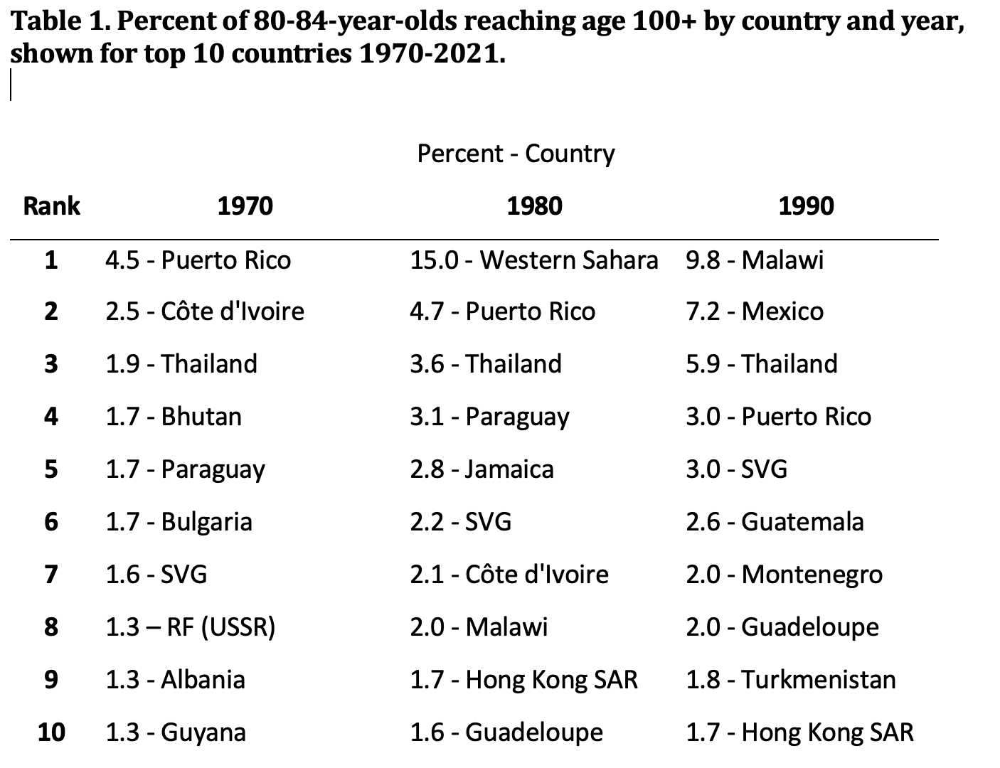 Table 1. Percent of 80-84-year-olds reaching age 100+ by country and year,
shown for top 10 countries 1970-2021.
Percent - Country
Rank 1970 1980 1990
1 4.5 - Puerto Rico 15.0 - Western Sahara 9.8 - Malawi
2 2.5 - Côte d'Ivoire 4.7 - Puerto Rico 7.2 - Mexico
3 1.9 - Thailand 3.6 - Thailand 5.9 - Thailand
4 1.7 - Bhutan 3.1 - Paraguay 3.0 - Puerto Rico
5 1.7 - Paraguay 2.8 - Jamaica 3.0 - SVG
6 1.7 - Bulgaria 2.2 - SVG 2.6 - Guatemala
7 1.6 - SVG 2.1 - Côte d'Ivoire 2.0 - Montenegro
8 1.3 – RF (USSR) 2.0 - Malawi 2.0 - Guadeloupe
9 1.3 - Albania 1.7 - Hong Kong SAR 1.8 - Turkmenistan
10 1.3 - Guyana 1.6 - Guadeloupe 1.7 - Hong Kong SAR